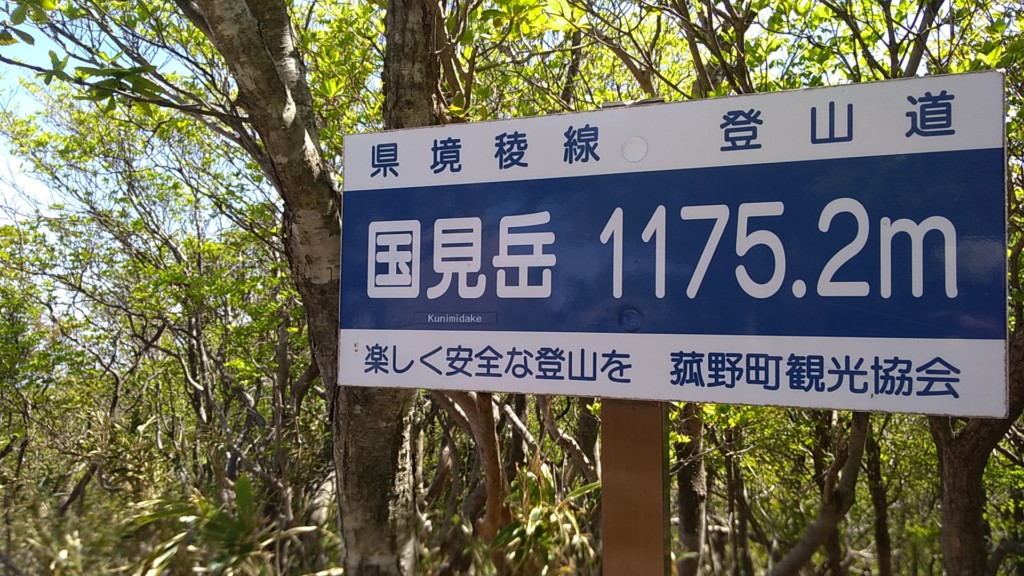 県境稜線 登山道
国見岳 1175.2m
Kunimidake
楽しく安全な登山を 菰野町観光協会